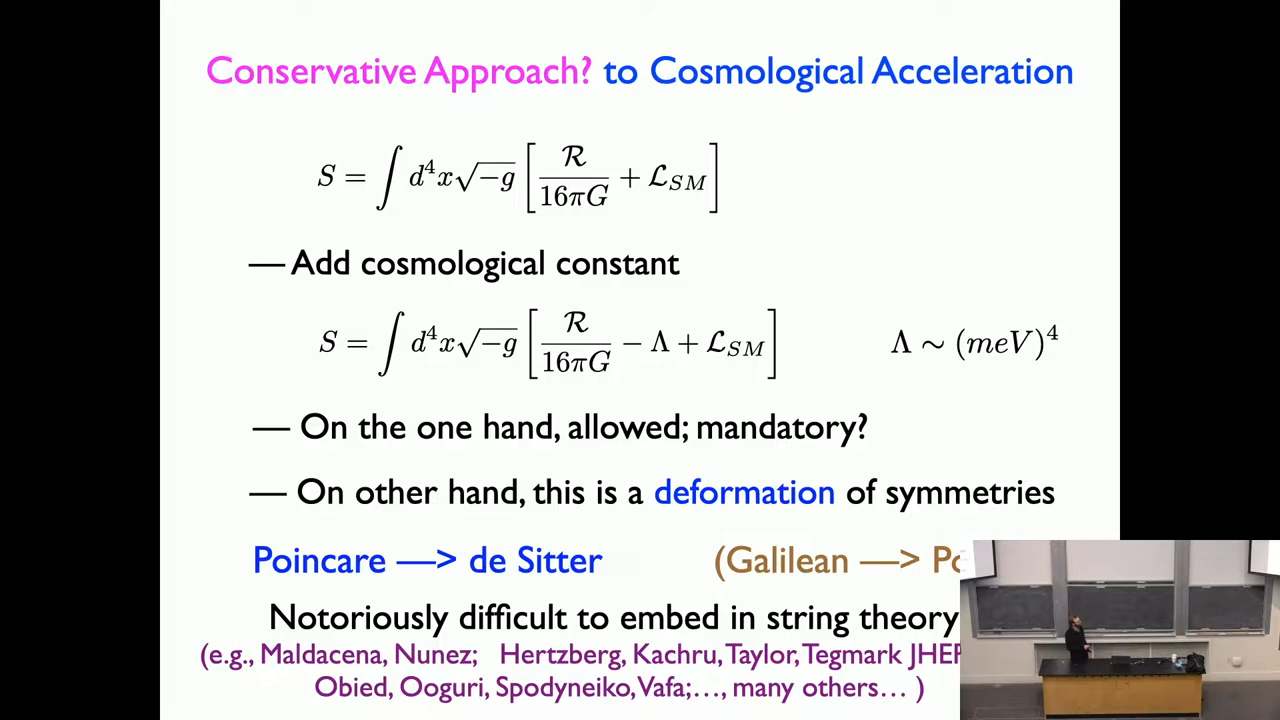 Conservative Approach? to Cosmological Acceleration
S = ∫ d⁴x √−g [ ℛ / 16πG + ℒ_SM ]
— Add cosmological constant
S = ∫ d⁴x √−g [ ℛ / 16πG − Λ + ℒ_SM ] Λ ∼ (meV)⁴
— On the one hand, allowed; mandatory?
— On other hand, this is a deformation of symmetries
Poincare —> de Sitter (Galilean —>
Notoriously difficult to embed in string theory
(e.g., Maldacena, Nunez; Hertzberg, Kachru, Taylor, Tegmark
Obied, Ooguri, Spodyneiko, Vafa;…, many others… )